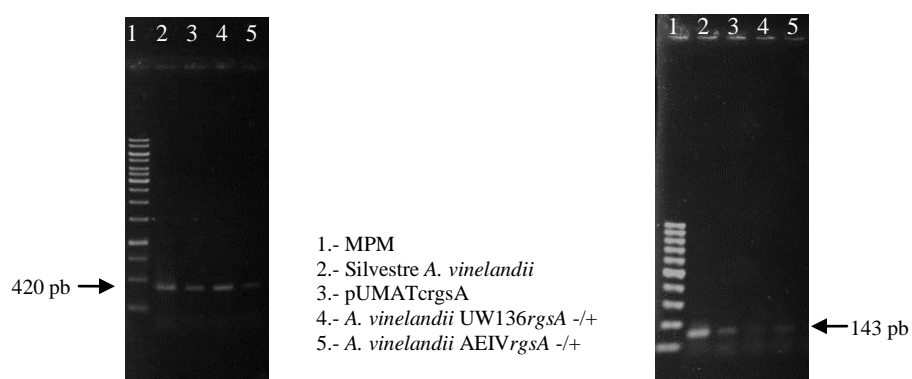 1 2 3 4 5
420 pb
1.- MPM
2.- Silvestre A. vinelandii
3.- pUMATcrgsA
4.- A. vinelandii UW136rgsA -/+
5.- A. vinelandii AEIVrgsA -/+
1 2 3 4 5
143 pb